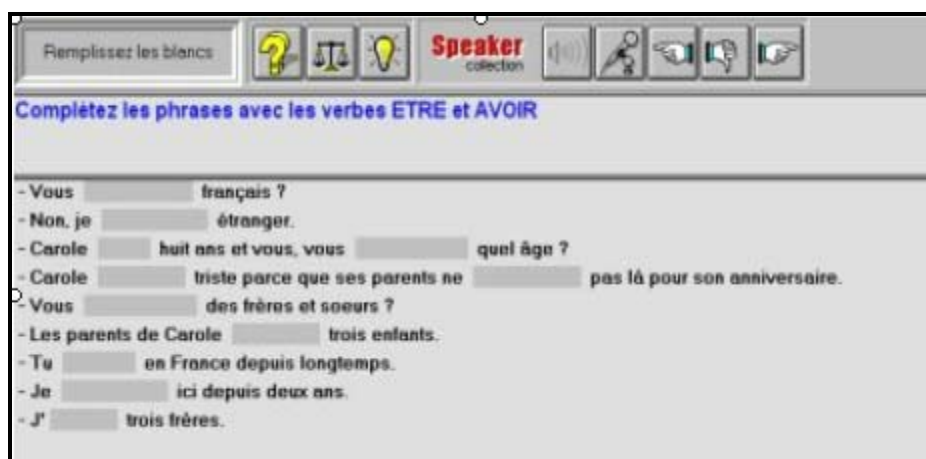 Remplissez les blancs
Speaker
collection
Complétez les phrases avec les verbes ETRE et AVOIR
- Vous français ?
- Non, je étranger.
- Carole huit ans et vous, vous quel âge ?
- Carole triste parce que ses parents ne pas là pour son anniversaire.
- Vous des frères et soeurs ?
- Les parents de Carole trois enfants.
- Tu en France depuis longtemps.
- Je ici depuis deux ans.
- J' trois frères.